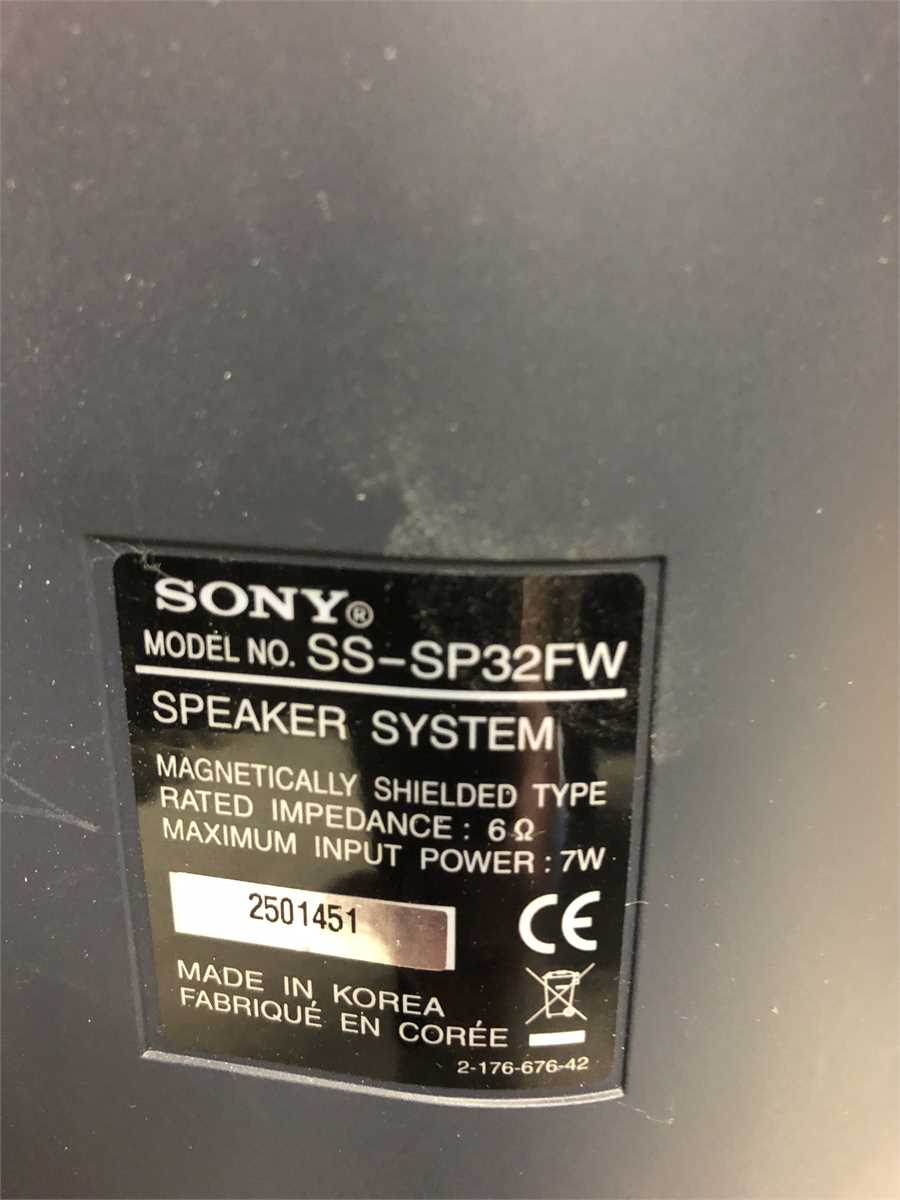 SONY®
MODEL NO. SS-SP32FW
SPEAKER SYSTEM
MAGNETICALLY SHIELDED TYPE
RATED IMPEDANCE : 6Ω
MAXIMUM INPUT POWER : 7W
2501451
CE
MADE IN KOREA
FABRIQUÉ EN CORÉE
2-176-676-42